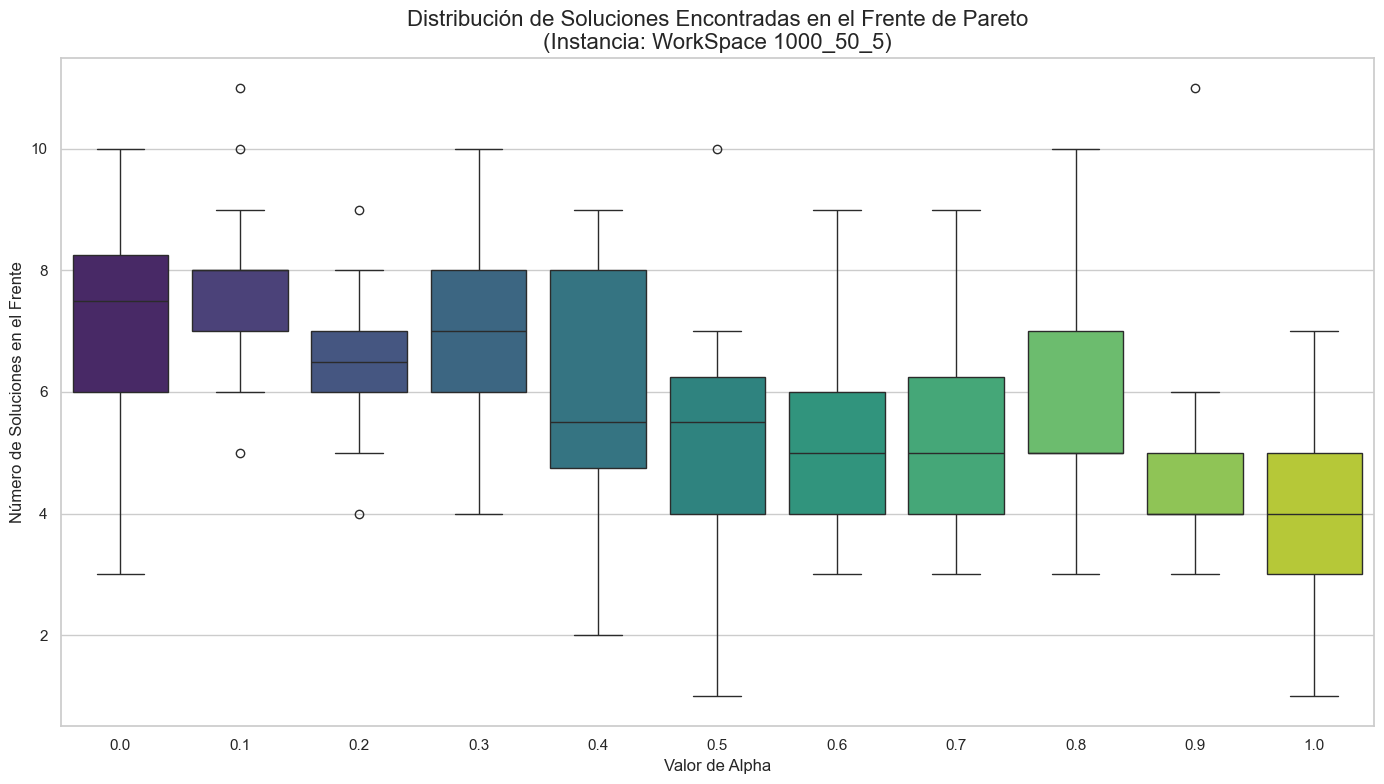 Distribución de Soluciones Encontradas en el Frente de Pareto
(Instancia: WorkSpace 1000_50_5)
Número de Soluciones en el Frente
10
8
6
4
2
0.0 0.1 0.2 0.3 0.4 0.5 0.6 0.7 0.8 0.9 1.0
Valor de Alpha